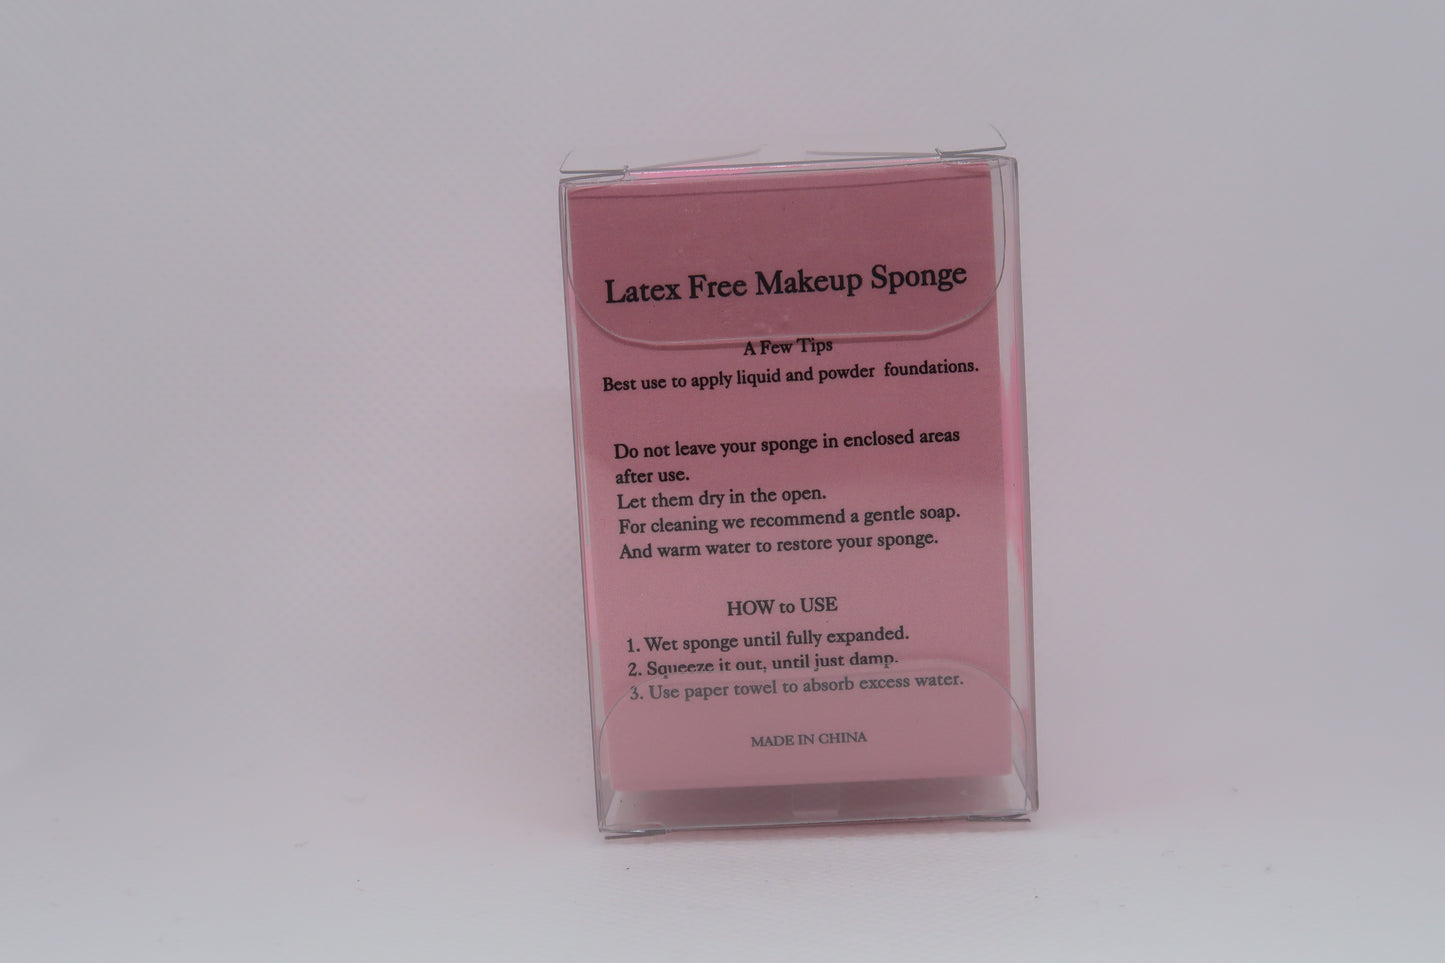 Latex Free Makeup Sponge
A Few Tips
Best use to apply liquid and powder foundations.
Do not leave your sponge in enclosed areas
after use.
Let them dry in the open.
For cleaning we recommend a gentle soap.
And warm water to restore your sponge.
HOW to USE
1. Wet sponge until fully expanded.
2. Squeeze it out, until just damp.
3. Use paper towel to absorb excess water.
MADE IN CHINA